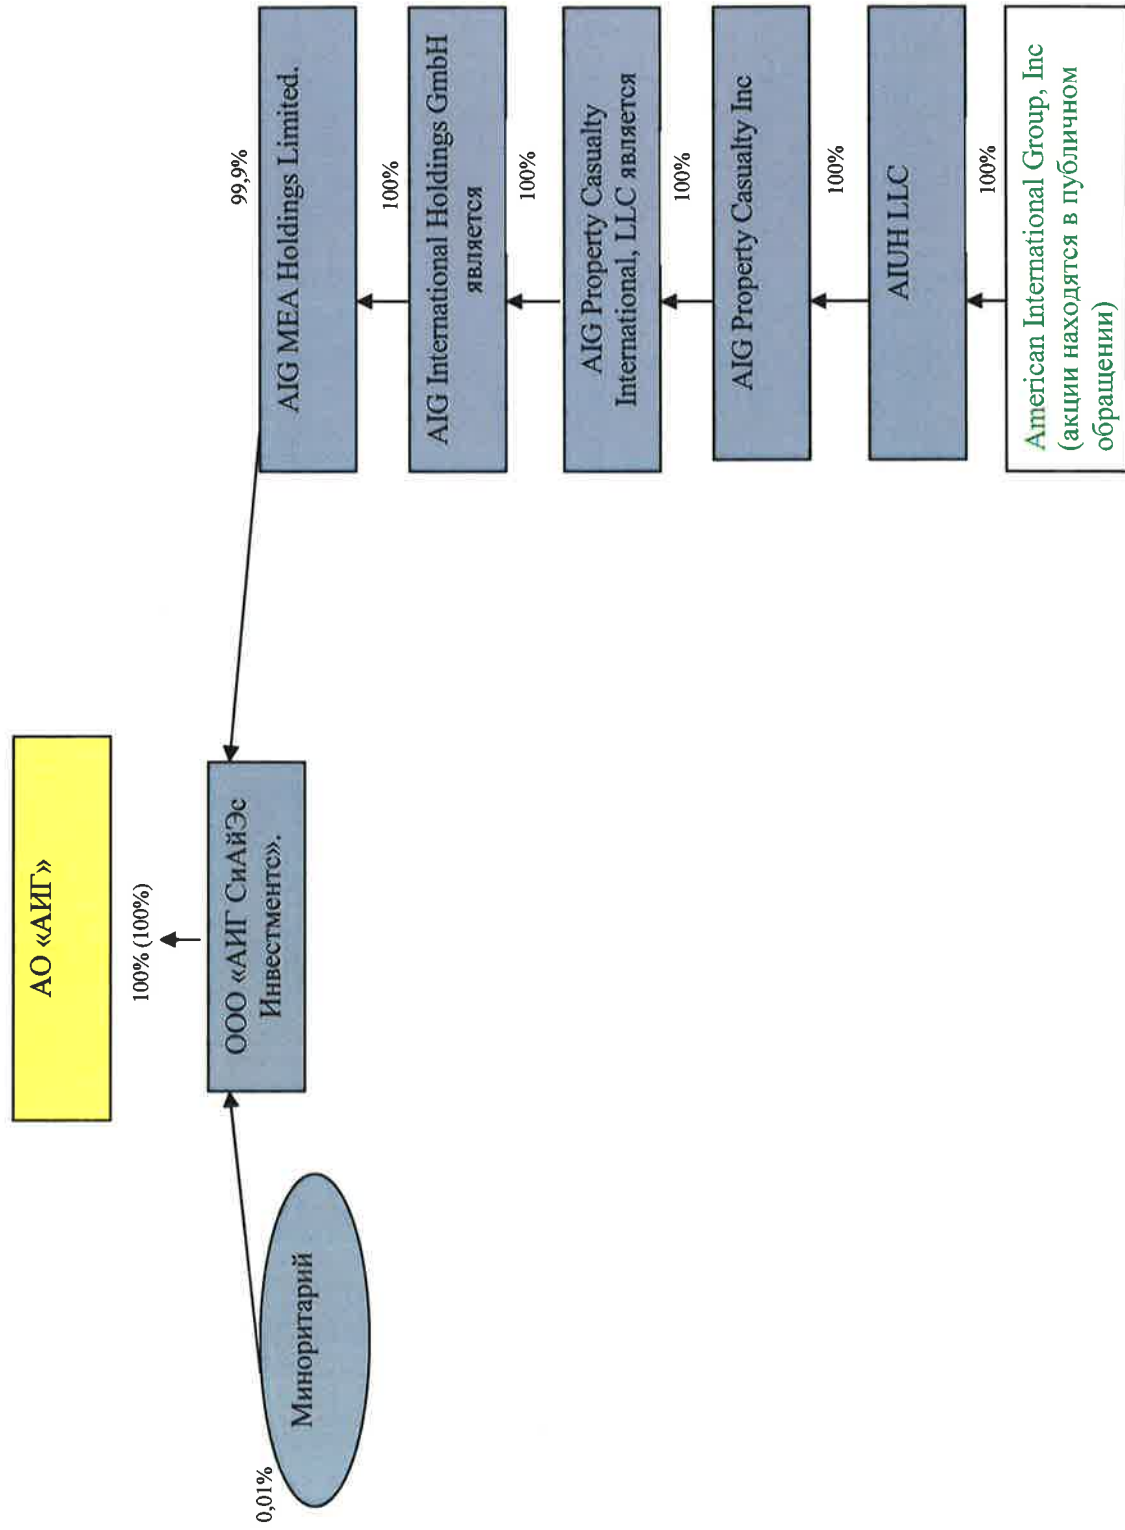 АО «АИГ»
100% (100%)
ООО «АИГ СиАйЭс
Инвестментс».
0,01%
Миноритарий
99,9%
AIG MEA Holdings Limited.
100%
AIG International Holdings GmbH
является
100%
AIG Property Casualty
International, LLC является
100%
AIG Property Casualty Inc
100%
AIUH LLC
100%
American International Group, Inc
(акции находятся в публичном
обращении)